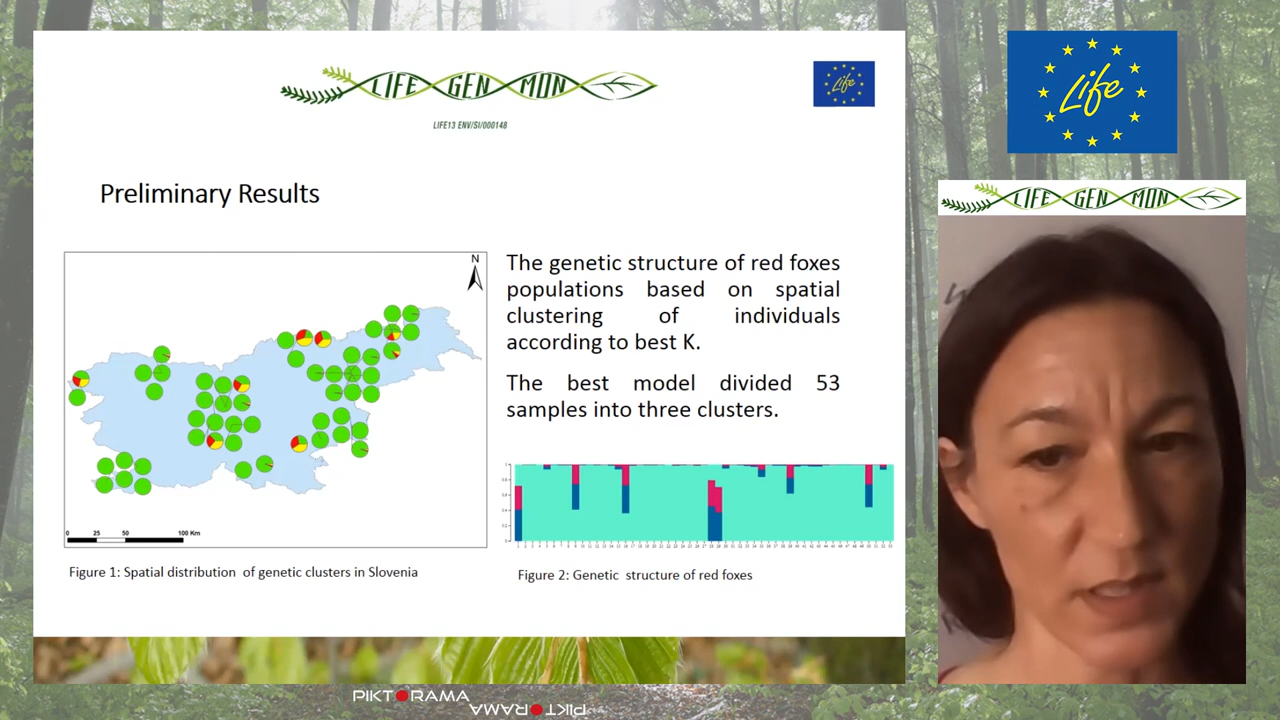 LIFE GEN MON
LIFE13 ENV/SI/000148
Life
Life
LIFE GEN MON
Preliminary Results
N
0 25 50 100 Km
Figure 1: Spatial distribution of genetic clusters in Slovenia
The genetic structure of red foxes
populations based on spatial
clustering of individuals
according to best K.
The best model divided 53
samples into three clusters.
Figure 2: Genetic structure of red foxes
PIKTORAMA
PIKTORAMA